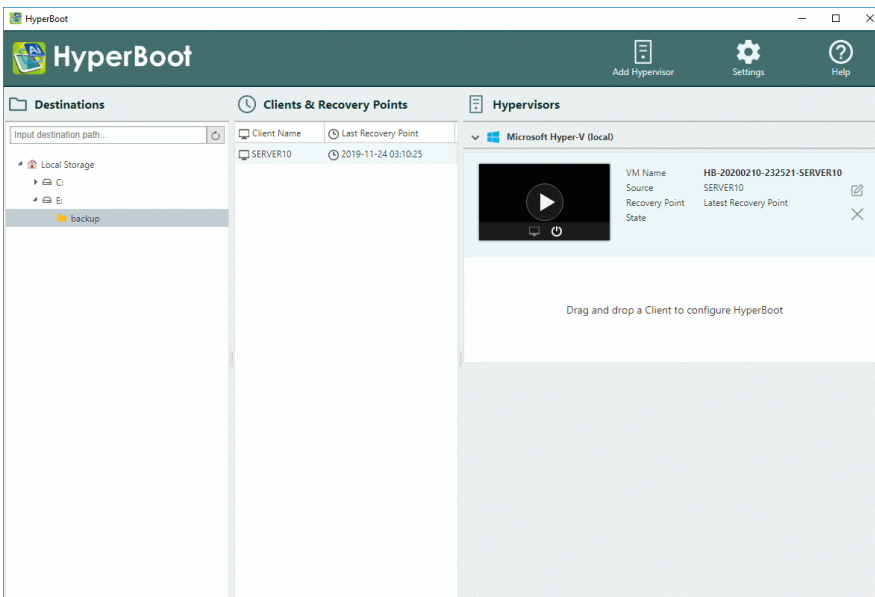 HyperBoot
HyperBoot
Add Hypervisor
Settings
Help
Destinations
Clients & Recovery Points
Hypervisors
Input destination path...
Client Name
Last Recovery Point
Microsoft Hyper-V (local)
SERVER10
2019-11-24 03:10:25
Local Storage
C:
E:
backup
VM Name HB-20200210-232521-SERVER10
Source SERVER10
Recovery Point Latest Recovery Point
State
Drag and drop a Client to configure HyperBoot